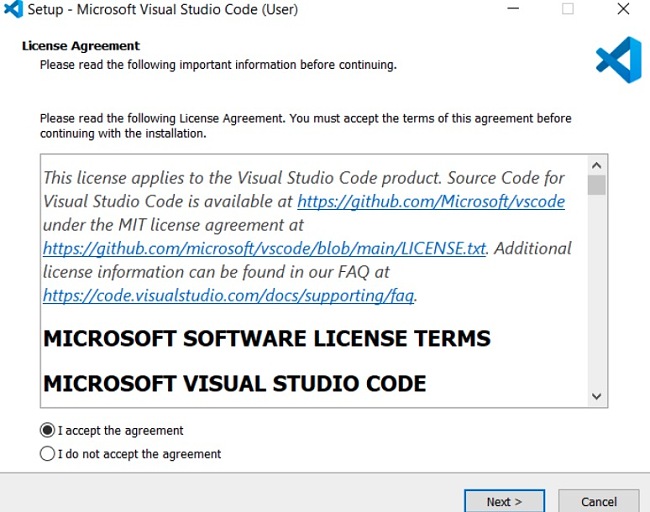 Setup - Microsoft Visual Studio Code (User)
License Agreement
Please read the following important information before continuing.
Please read the following License Agreement. You must accept the terms of this agreement before
continuing with the installation.
This license applies to the Visual Studio Code product. Source Code for
Visual Studio Code is available at https://github.com/Microsoft/vscode
under the MIT license agreement at
https://github.com/microsoft/vscode/blob/main/LICENSE.txt. Additional
license information can be found in our FAQ at
https://code.visualstudio.com/docs/supporting/faq.
MICROSOFT SOFTWARE LICENSE TERMS
MICROSOFT VISUAL STUDIO CODE
I accept the agreement
I do not accept the agreement
Next >
Cancel